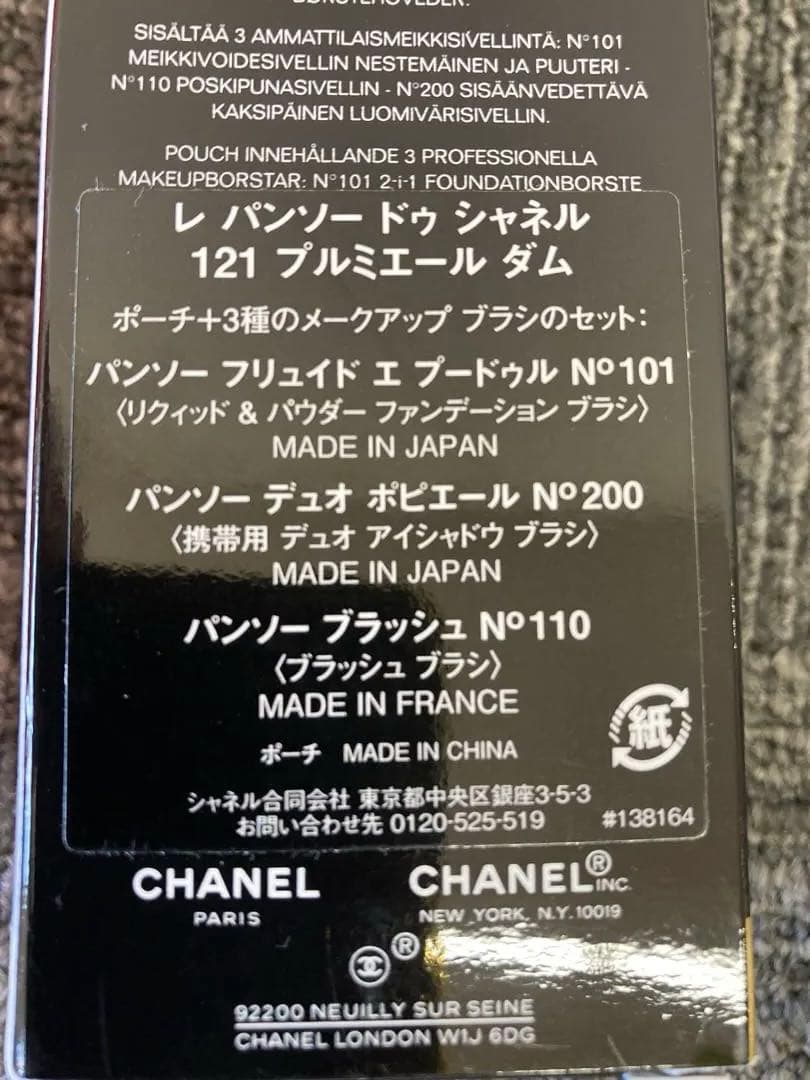 BØRSTEHOVEDER.
SISÄLTÄÄ 3 AMMATTILAISMEIKKISIVELLINTÄ: N°101
MEIKKIVOIDESIVELLIN NESTEMÄINEN JA PUUTERI -
N°110 POSKIPUNASIVELLIN - N°200 SISÄÄNVEDETTÄVÄ
KAKSIPÄINEN LUOMIVÄRISIVELLIN.
POUCH INNEHÅLLANDE 3 PROFESSIONELLA
MAKEUPBORSTAR: N°101 2-i-1 FOUNDATIONBORSTE
レ パンソー ドゥ シャネル
121 プルミエール ダム
ポーチ+3種のメークアップ ブラシのセット:
パンソー フリュイド エ プードゥル Nº101
〈リクィッド & パウダー ファンデーション ブラシ〉
MADE IN JAPAN
パンソー デュオ ポピエール Nº200
〈携帯用 デュオ アイシャドウ ブラシ〉
MADE IN JAPAN
パンソー ブラッシュ Nº110
〈ブラッシュ ブラシ〉
MADE IN FRANCE
紙
ポーチ MADE IN CHINA
シャネル合同会社 東京都中央区銀座3-5-3
お問い合わせ先 0120-525-519 #138164
CHANEL CHANEL® INC.
PARIS NEW YORK, N.Y. 10019
®
92200 NEUILLY SUR SEINE
CHANEL LONDON W1J 6DG